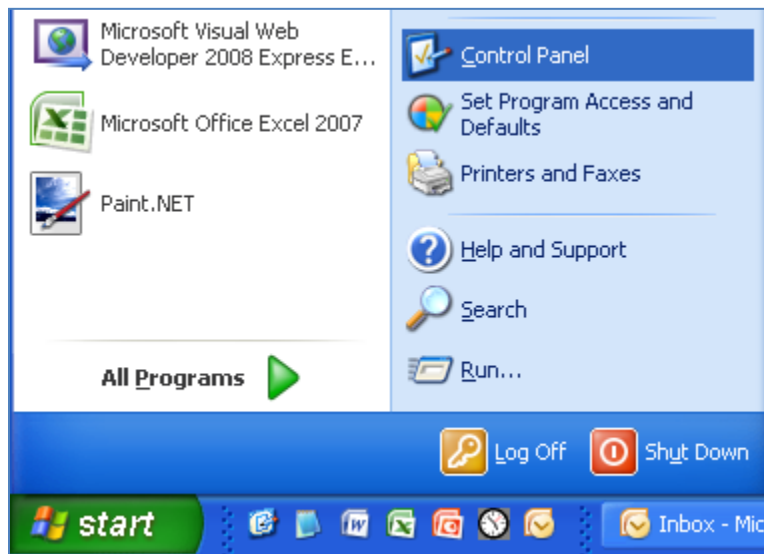 Microsoft Visual Web
Developer 2008 Express E...
Microsoft Office Excel 2007
Paint.NET
All Programs
Control Panel
Set Program Access and
Defaults
Printers and Faxes
Help and Support
Search
Run...
Log Off
Shut Down
start
Inbox - Mic